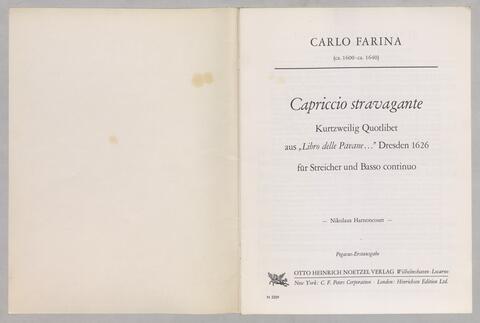 CARLO FARINA
(ca. 1600-ca. 1640)
Capriccio stravagante
Kurtzweilig Quotlibet
aus „Libro delle Pavane..." Dresden 1626
für Streicher und Basso continuo
— Nikolaus Harnoncourt —
Pegasus-Erstausgabe
OTTO HEINRICH NOETZEL VERLAG Wilhelmshaven · Locarno
New York: C. F. Peters Corporation · London: Hinrichsen Edition Ltd.